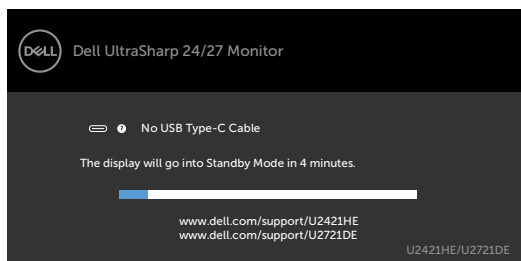 DELL
Dell UltraSharp 24/27 Monitor
? No USB Type-C Cable
The display will go into Standby Mode in 4 minutes.
www.dell.com/support/U2421HE
www.dell.com/support/U2721DE
U2421HE/U2721DE